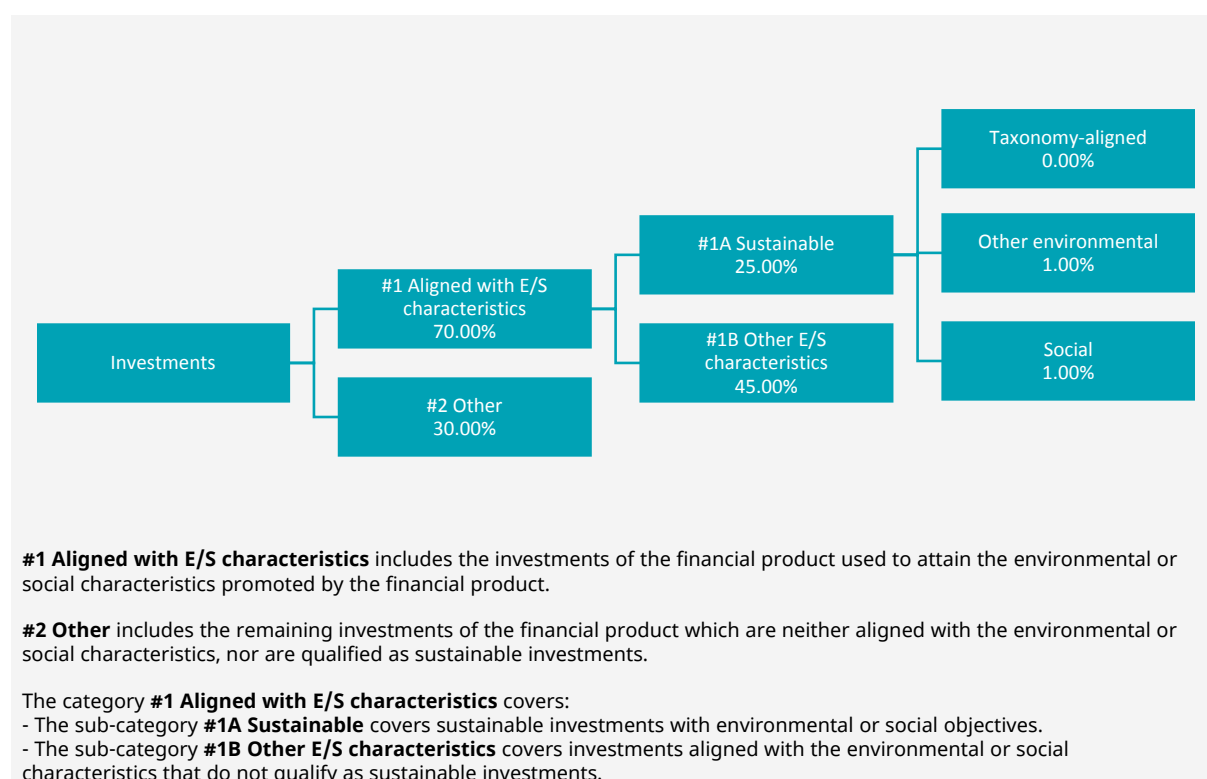 Taxonomy-aligned
0.00%
#1A Sustainable
25.00%
Other environmental
1.00%
#1 Aligned with E/S
characteristics
70.00%
Investments
#1B Other E/S
characteristics
45.00%
Social
1.00%
#2 Other
30.00%
#1 Aligned with E/S characteristics includes the investments of the financial product used to attain the environmental or
social characteristics promoted by the financial product.
#2 Other includes the remaining investments of the financial product which are neither aligned with the environmental or
social characteristics, nor are qualified as sustainable investments.
The category #1 Aligned with E/S characteristics covers:
- The sub-category #1A Sustainable covers sustainable investments with environmental or social objectives.
- The sub-category #1B Other E/S characteristics covers investments aligned with the environmental or social
characteristics that do not qualify as sustainable investments.